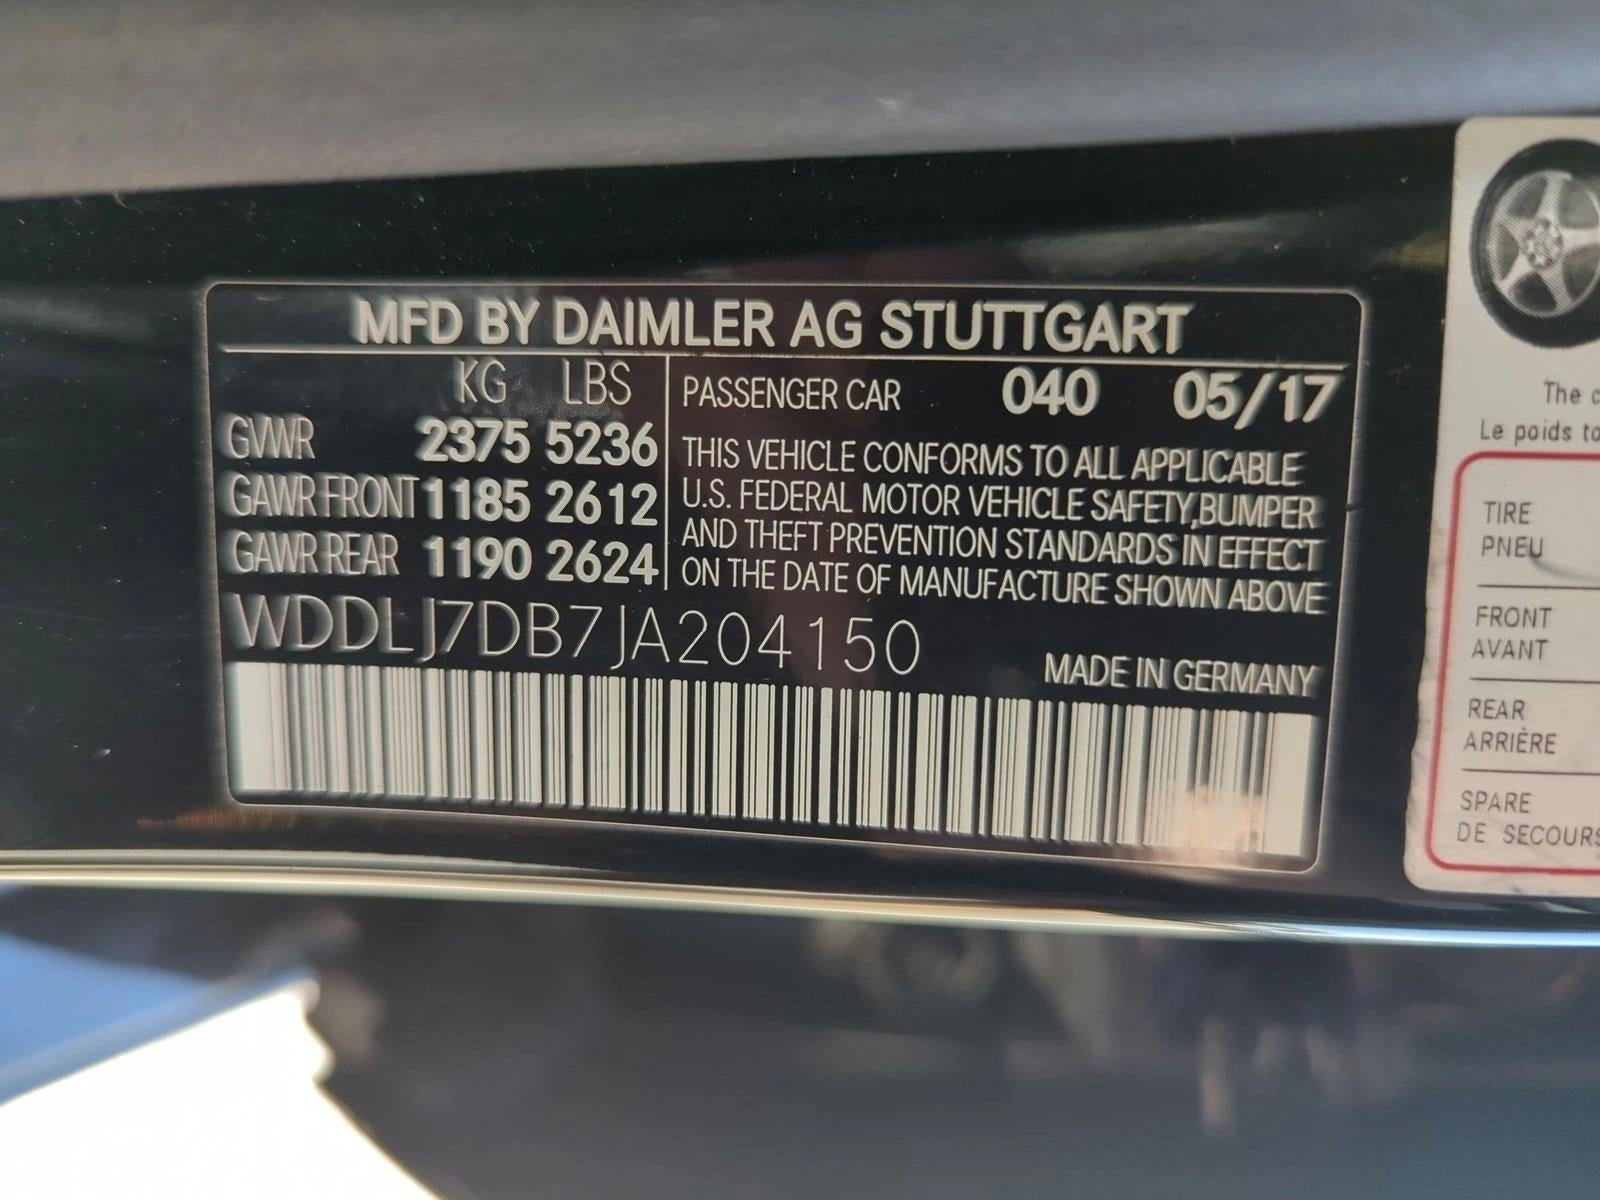 MFD BY DAIMLER AG STUTTGART
KG LBS
GVWR 2375 5236
GAWR FRONT 1185 2612
GAWR REAR 1190 2624
PASSENGER CAR 040 05/17
THIS VEHICLE CONFORMS TO ALL APPLICABLE
U.S. FEDERAL MOTOR VEHICLE SAFETY,BUMPER
AND THEFT PREVENTION STANDARDS IN EFFECT
ON THE DATE OF MANUFACTURE SHOWN ABOVE
WDDLJ7DB7JA204150
MADE IN GERMANY
The
Le poids
TIRE
PNEU
FRONT
AVANT
REAR
ARRIÈRE
SPARE
DE SECOURS